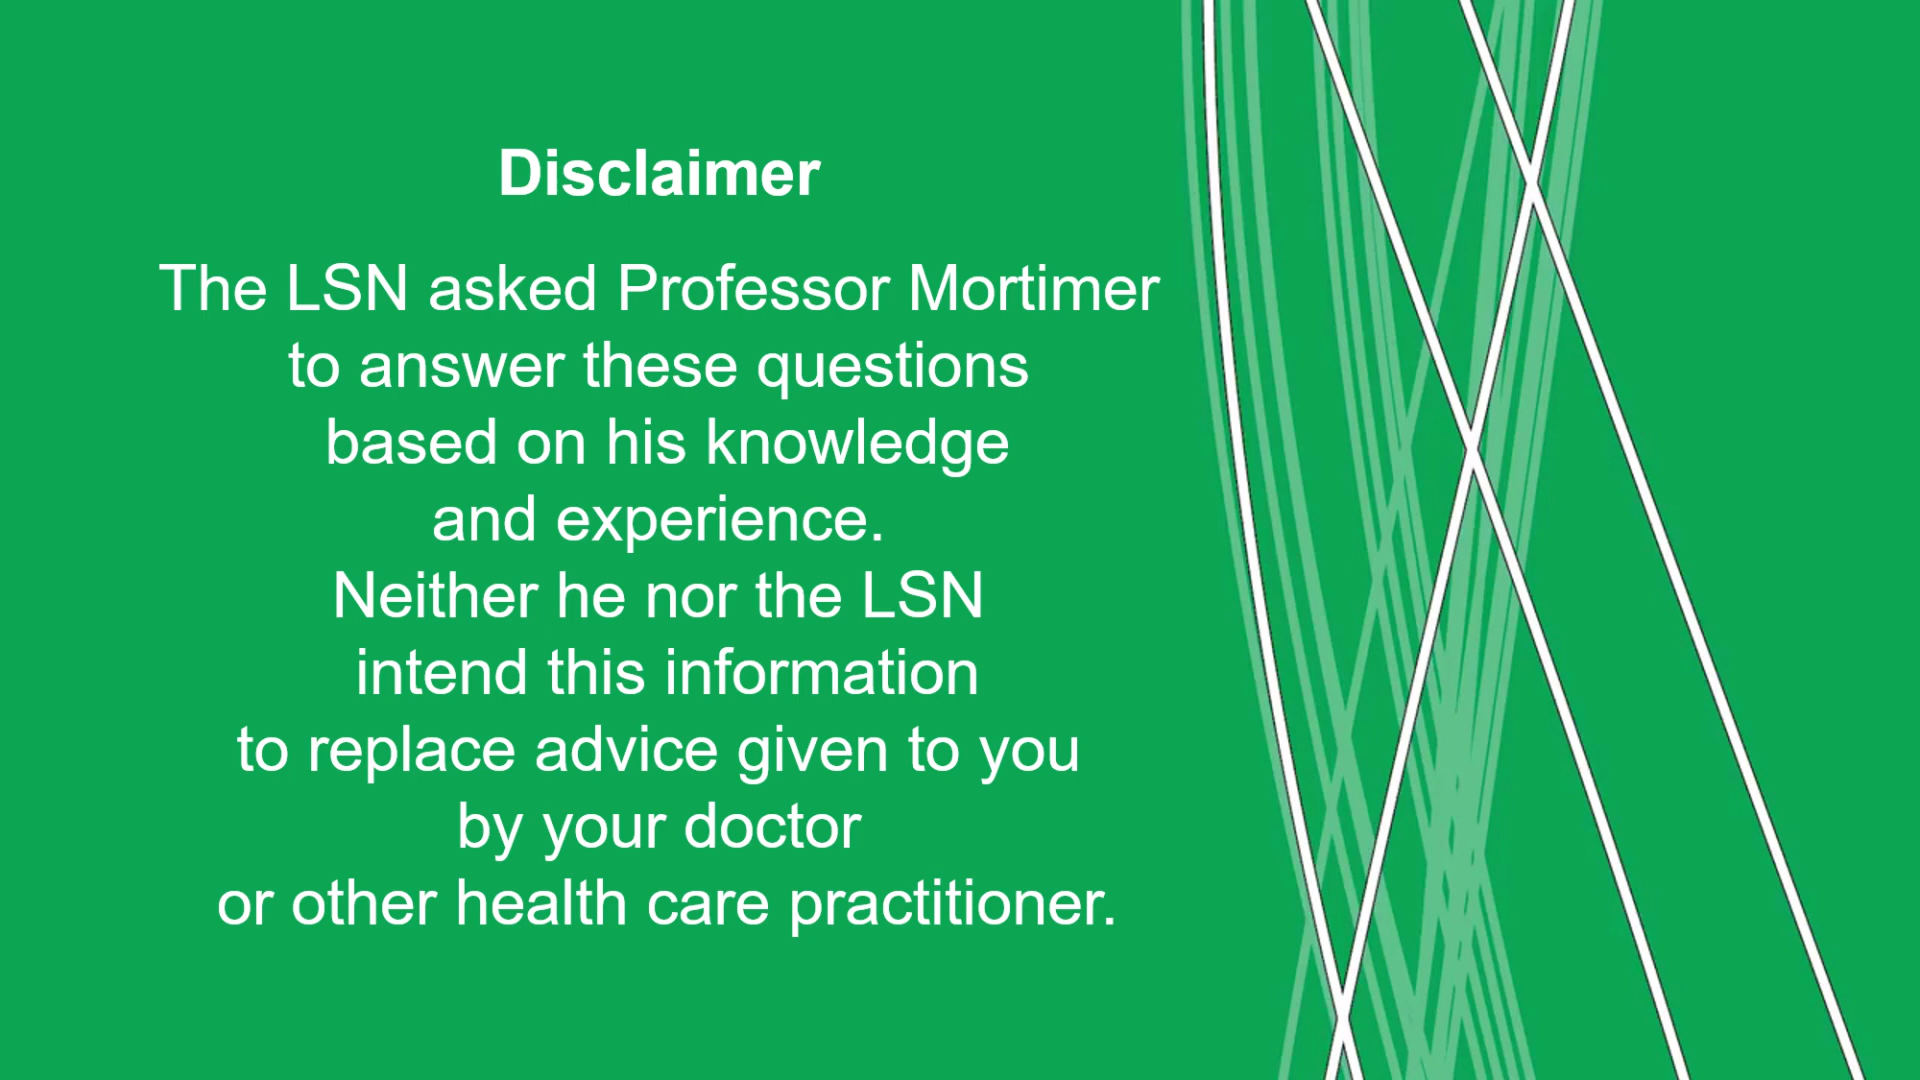 Disclaimer
The LSN asked Professor Mortimer
to answer these questions
based on his knowledge
and experience.
Neither he nor the LSN
intend this information
to replace advice given to you
by your doctor
or other health care practitioner.